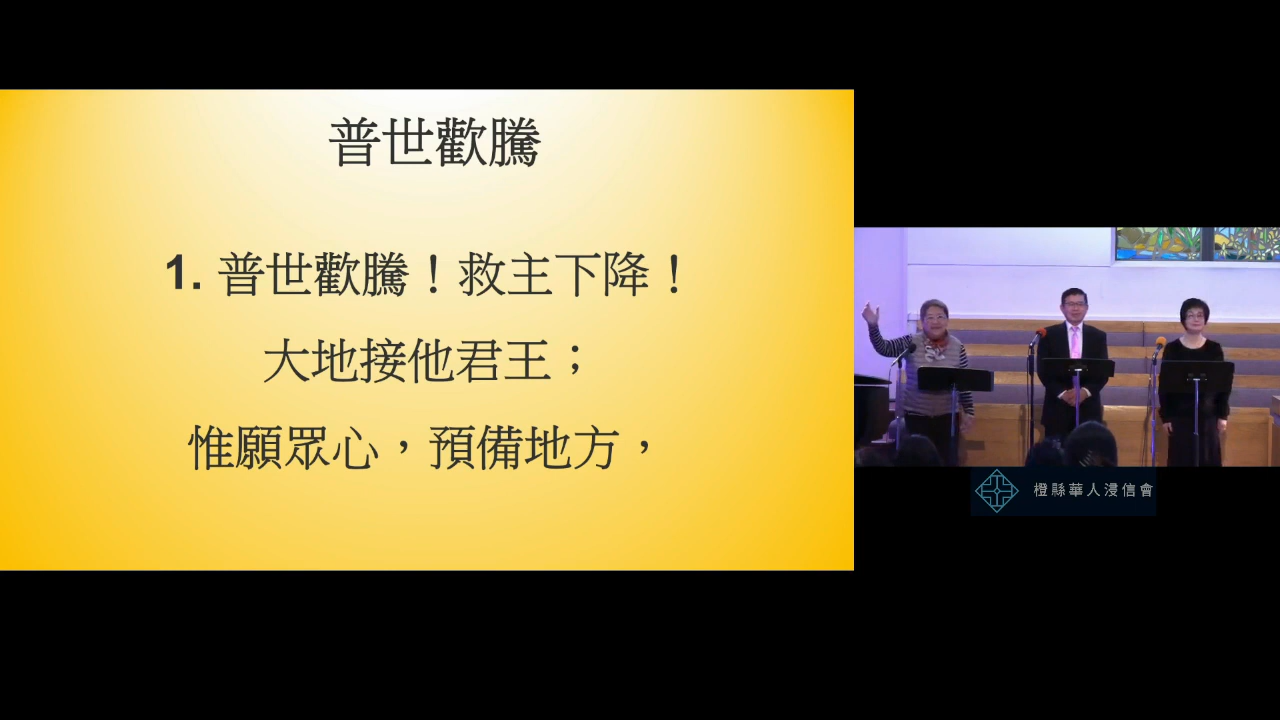 普世歡騰
1. 普世歡騰！救主下降！
大地接他君王；
惟願眾心，預備地方，
橙縣華人浸信會